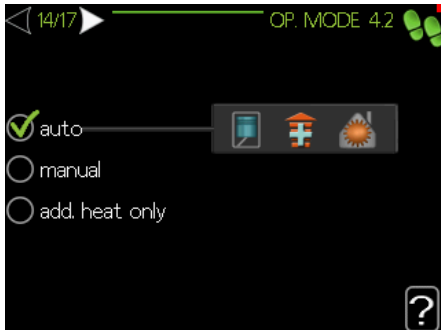 14/17
OP. MODE 4.2
auto
manual
add. heat only
?